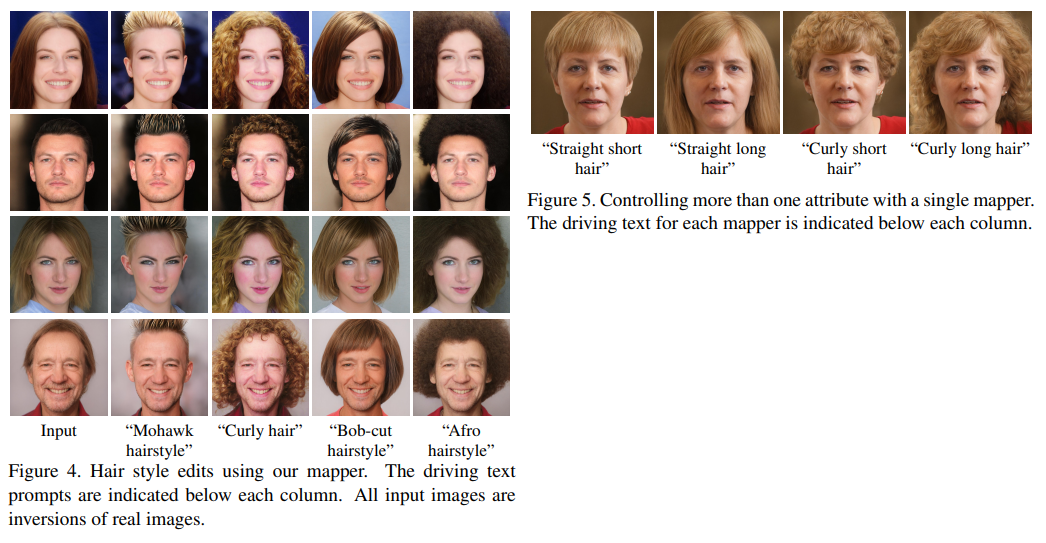 Input
“Mohawk
hairstyle”
“Curly hair”
“Bob-cut
hairstyle”
“Afro
hairstyle”
Figure 4. Hair style edits using our mapper. The driving text
prompts are indicated below each column. All input images are
inversions of real images.
“Straight short
hair”
“Straight long
hair”
“Curly short
hair”
“Curly long hair”
Figure 5. Controlling more than one attribute with a single mapper.
The driving text for each mapper is indicated below each column.